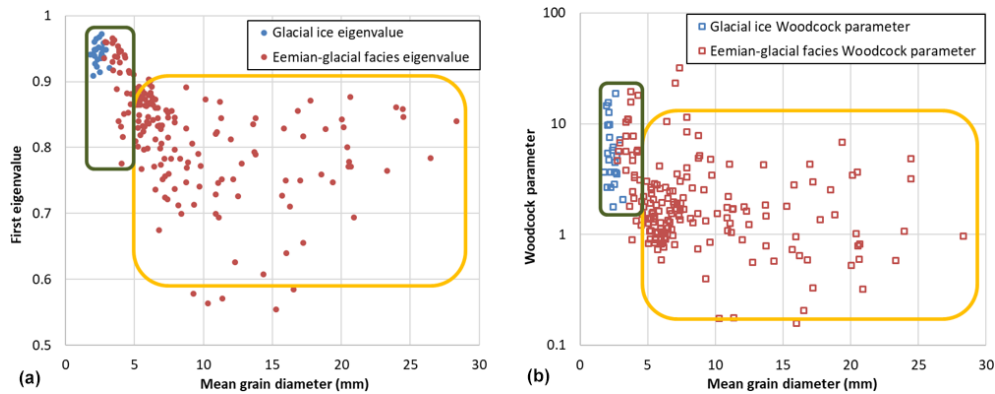 1
0.9
0.8
0.7
0.6
0.5
First eigenvalue
Glacial ice eigenvalue
Eemian-glacial facies eigenvalue
0 5 10 15 20 25 30
(a) Mean grain diameter (mm)
100
10
1
0.1
Woodcock parameter
Glacial ice Woodcock parameter
Eemian-glacial facies Woodcock parameter
0 5 10 15 20 25 30
(b) Mean grain diameter (mm)